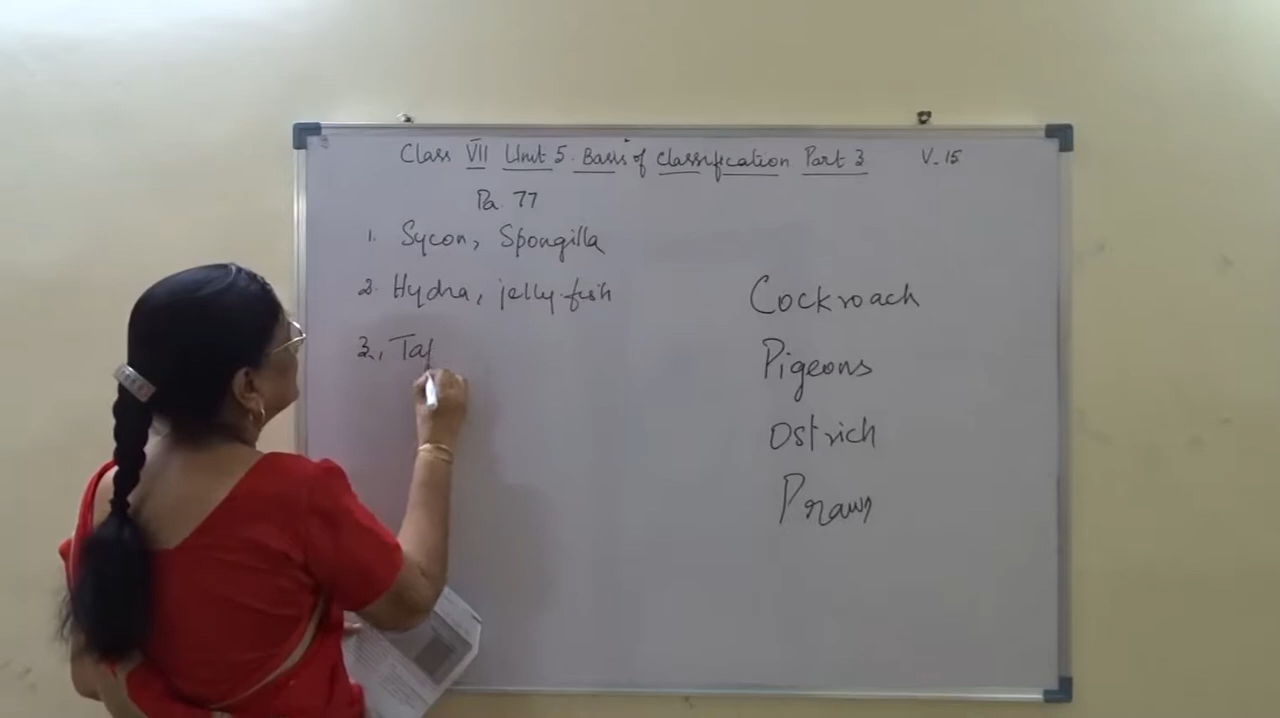 Class VII Unit 5. Basis of Classification Part 3 V. 15
Pa. 77
1. Sycon, Spongilla
2. Hydra, jelly-fish
3., Ta
Cockroach
Pigeons
Ostrich
Prawn